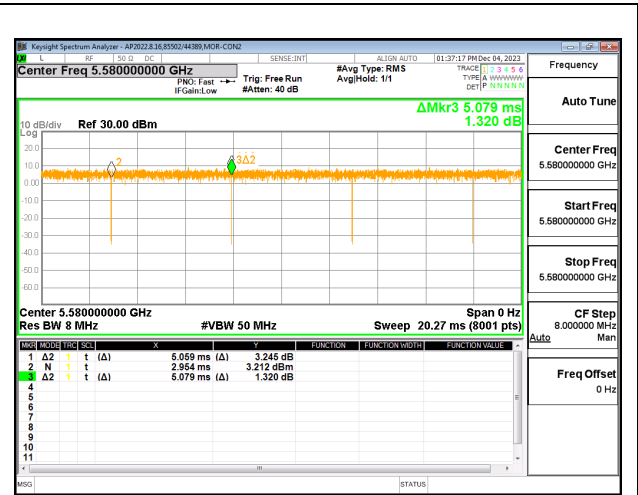 Keysight Spectrum Analyzer - AP2022.8.16,85502/44389,MOR-CON2
L RF 50 Ω DC SENSE:INT ALIGN AUTO 01:37:17 PM Dec 04, 2023
Center Freq 5.580000000 GHz #Avg Type: RMS TRACE 1 2 3 4 5 6
PNO: Fast Trig: Free Run Avg|Hold: 1/1 TYPE A WWWWW
IFGain:Low #Atten: 40 dB DET P N N N N N
ΔMkr3 5.079 ms
10 dB/div Ref 30.00 dBm 1.320 dB
Log
20.0
10.0
0.00
-10.0
-20.0
-30.0
-40.0
-50.0
-60.0
2
3Δ2
Center 5.580000000 GHz Span 0 Hz
Res BW 8 MHz #VBW 50 MHz Sweep 20.27 ms (8001 pts)
MKR MODE TRC SCL X Y FUNCTION FUNCTION WIDTH FUNCTION VALUE
1 Δ2 1 t (Δ) 5.059 ms (Δ) 3.245 dB
2 N 1 t 2.954 ms 3.212 dBm
3 Δ2 1 t (Δ) 5.079 ms (Δ) 1.320 dB
4
5
6
7
8
9
10
11
MSG STATUS
Frequency
Auto Tune
Center Freq
5.580000000 GHz
Start Freq
5.580000000 GHz
Stop Freq
5.580000000 GHz
CF Step
8.000000 MHz
Auto Man
Freq Offset
0 Hz